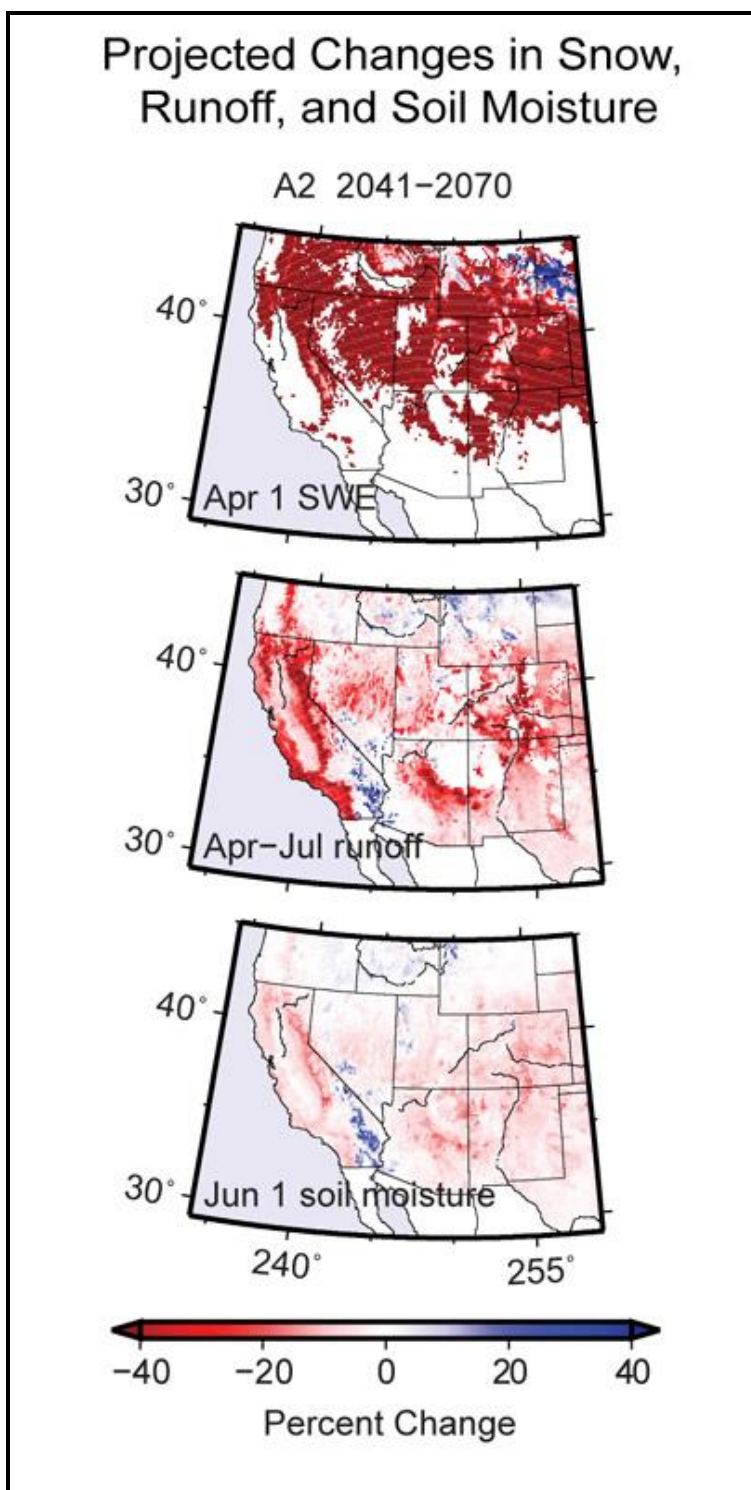 Projected Changes in Snow,
Runoff, and Soil Moisture
A2 2041−2070
40°
30°
Apr 1 SWE
40°
30°
Apr−Jul runoff
40°
30°
Jun 1 soil moisture
240° 255°
−40 −20 0 20 40
Percent Change